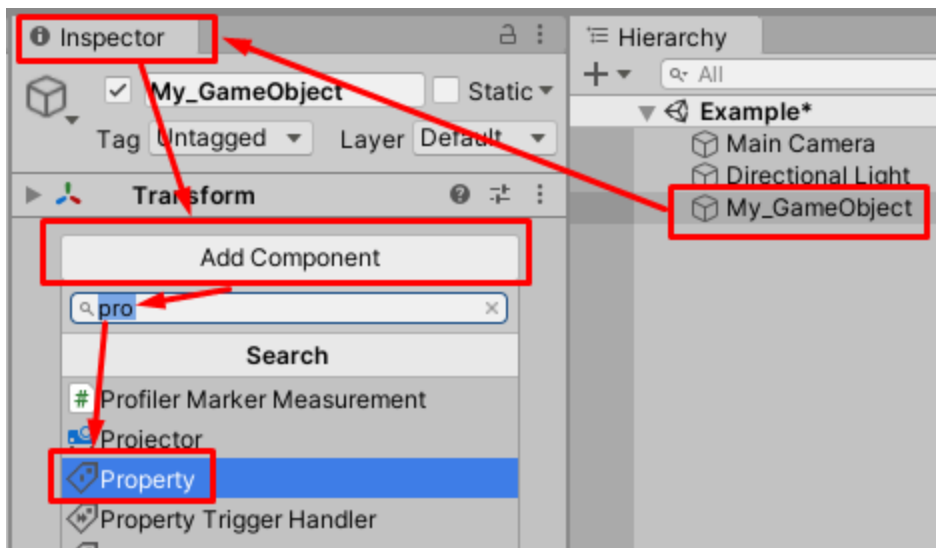 Inspector
My_GameObject
Static
Tag Untagged Layer Default
Transform
Add Component
pro
Search
# Profiler Marker Measurement
Projector
Property
Property Trigger Handler
Hierarchy
All
Example*
Main Camera
Directional Light
My_GameObject